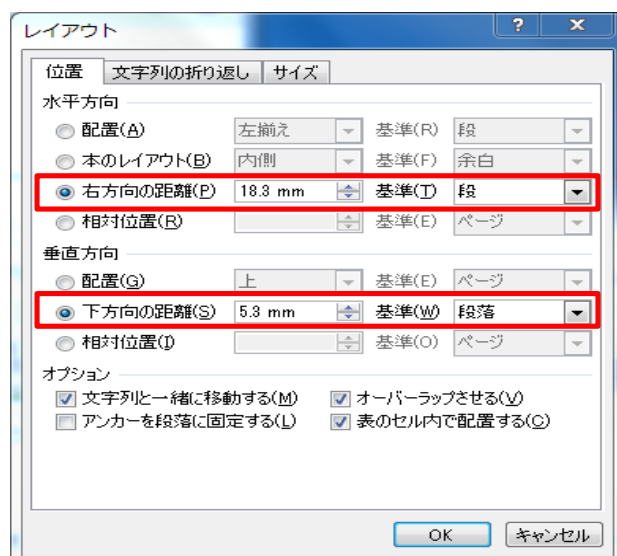 レイアウト ? x
位置 文字列の折り返し サイズ
水平方向
配置(A) 左揃え 基準(R) 段
本のレイアウト(B) 内側 基準(F) 余白
右方向の距離(P) 18.3 mm 基準(T) 段
相対位置(R) 基準(E) ページ
垂直方向
配置(G) 上 基準(E) ページ
下方向の距離(S) 5.3 mm 基準(W) 段落
相対位置(I) 基準(O) ページ
オプション
文字列と一緒に移動する(M) オーバーラップさせる(V)
アンカーを段落に固定する(L) 表のセル内で配置する(C)
OK キャンセル